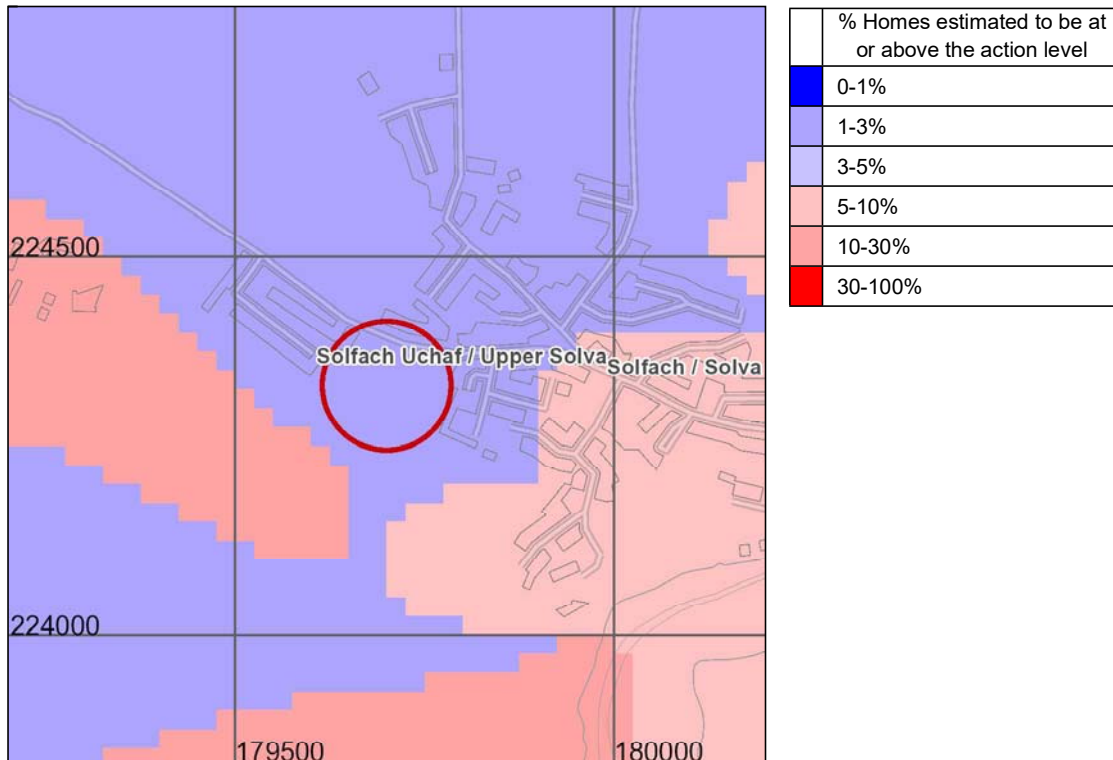 224500
Solfach Uchaf / Upper Solva
Solfach / Solva
224000
179500
180000
% Homes estimated to be at
or above the action level
0-1%
1-3%
3-5%
5-10%
10-30%
30-100%